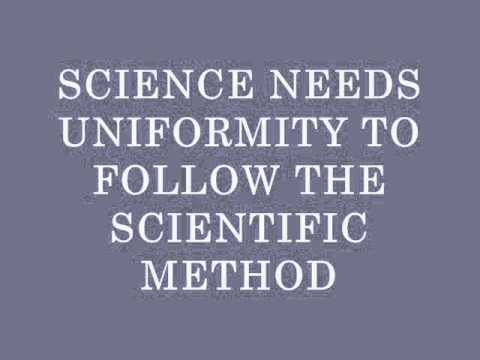 SCIENCE NEEDS
UNIFORMITY TO
FOLLOW THE
SCIENTIFIC
METHOD